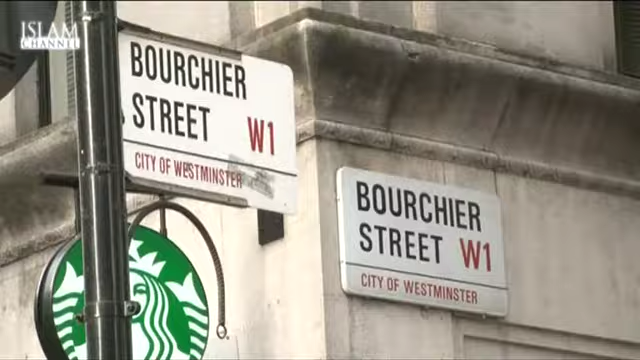 ISLAM
CHANNEL
BOURCHIER
STREET W1
CITY OF WESTMINSTER
BOURCHIER
STREET W1
CITY OF WESTMINSTER